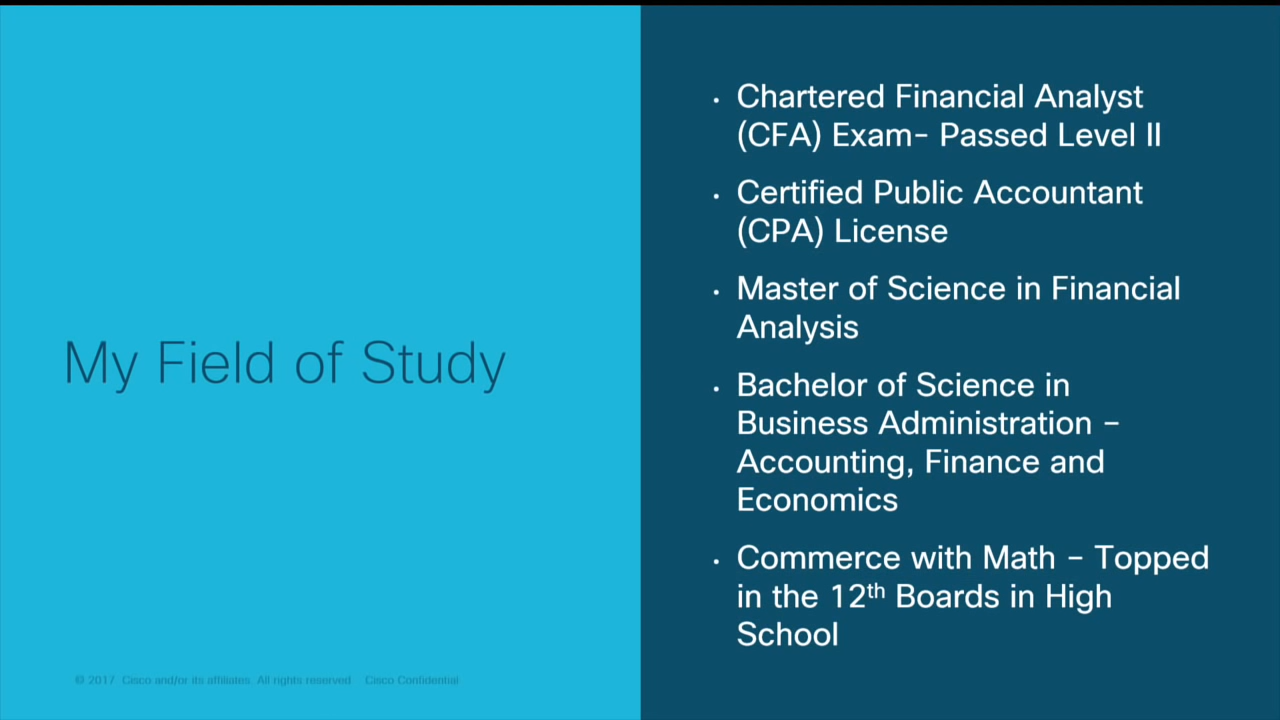 My Field of Study
• Chartered Financial Analyst
(CFA) Exam- Passed Level II
• Certified Public Accountant
(CPA) License
• Master of Science in Financial
Analysis
• Bachelor of Science in
Business Administration –
Accounting, Finance and
Economics
• Commerce with Math – Topped
in the 12th Boards in High
School
© 2017 Cisco and/or its affiliates. All rights reserved. Cisco Confidential